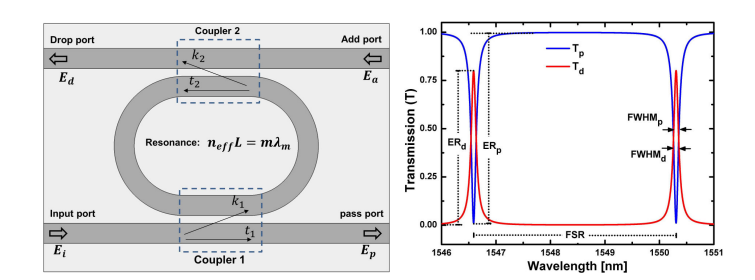 Coupler 2
Drop port
Add port
k₂
E_d
t₂
E_a
Resonance: n_eff L = mλ_m
Input port
k₁
pass port
t₁
E_i
Coupler 1
E_p
Transmission (T)
1.00
0.75
0.50
0.25
0.00
T_p
T_d
ER_d
ER_p
FWHM_p
FWHM_d
FSR
1546 1547 1548 1549 1550 1551
Wavelength [nm]